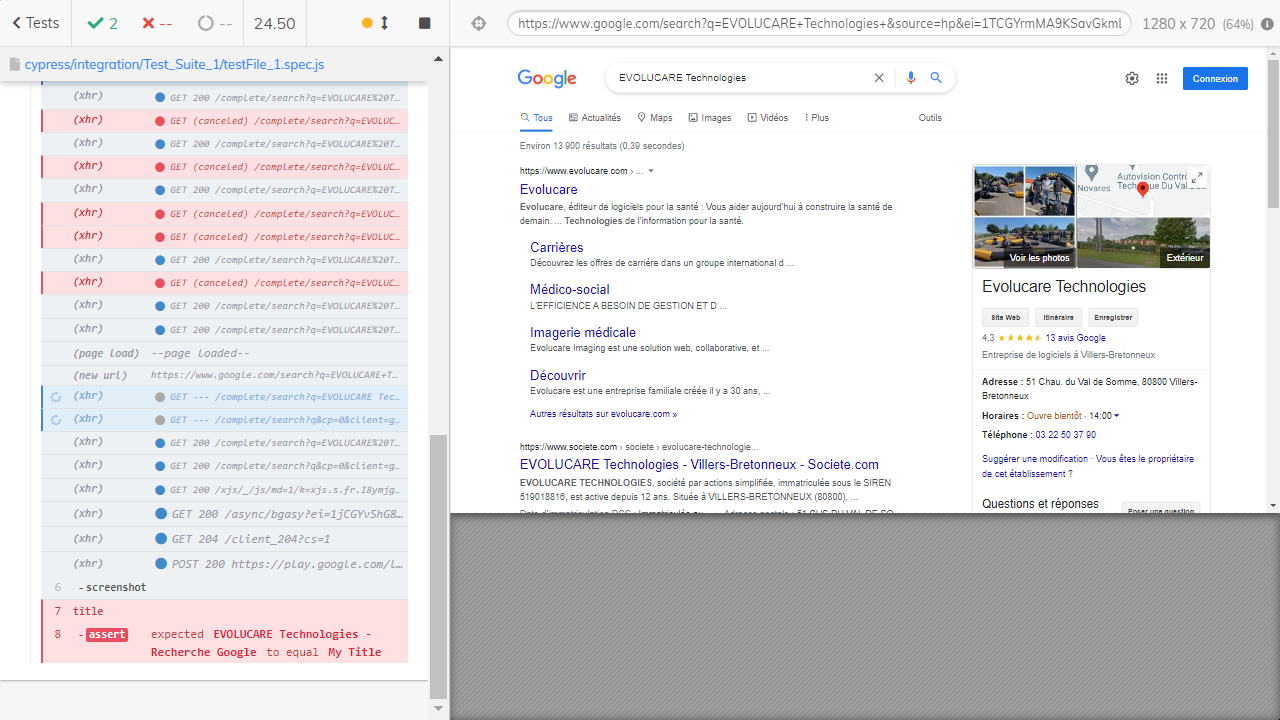 Tests
2
--
--
24.50
https://www.google.com/search?q=EVOLUCARE+Technologies+&source=hp&ei=1TCGYrmMA9KSavGkml
1280 x 720 (64%)
cypress/integration/Test_Suite_1/testFile_1.spec.js
(xhr) GET 200 /complete/search?q=EVOLUCARE%20T…
(xhr) GET (canceled) /complete/search?q=EVOLUC…
(xhr) GET 200 /complete/search?q=EVOLUCARE%20T…
(xhr) GET (canceled) /complete/search?q=EVOLUC…
(xhr) GET 200 /complete/search?q=EVOLUCARE%20T…
(xhr) GET (canceled) /complete/search?q=EVOLUC…
(xhr) GET (canceled) /complete/search?q=EVOLUC…
(xhr) GET 200 /complete/search?q=EVOLUCARE%20T…
(xhr) GET (canceled) /complete/search?q=EVOLUC…
(xhr) GET 200 /complete/search?q=EVOLUCARE%20T…
(xhr) GET 200 /complete/search?q=EVOLUCARE%20T…
(page load) --page loaded--
(new url) https://www.google.com/search?q=EVOLUCARE+T…
(xhr) GET --- /complete/search?q=EVOLUCARE Tec…
(xhr) GET --- /complete/search?q&cp=0&client=g…
(xhr) GET 200 /complete/search?q=EVOLUCARE%20T…
(xhr) GET 200 /complete/search?q&cp=0&client=g…
(xhr) GET 200 /xjs/_/js/md=1/k=xjs.s.fr.I8ymjg…
(xhr) GET 200 /async/bgasy?ei=1jCGYvShG8…
(xhr) GET 204 /client_204?cs=1
(xhr) POST 200 https://play.google.com/l…
6 -screenshot
7 title
8 -assert expected EVOLUCARE Technologies -
Recherche Google to equal My Title
Google
EVOLUCARE Technologies
Connexion
Tous Actualités Maps Images Vidéos Plus Outils
Environ 13 900 résultats (0,39 secondes)
https://www.evolucare.com › ...
Evolucare
Evolucare, éditeur de logiciels pour la santé : Vous aider aujourd'hui à construire la santé de
demain. ... Technologies de l'information pour la santé.
Carrières
Découvrez les offres de carrière dans un groupe international d ...
Médico-social
L'EFFICIENCE A BESOIN DE GESTION ET D ...
Imagerie médicale
Evolucare Imaging est une solution web, collaborative, et ...
Découvrir
Evolucare est une entreprise familiale créée il y a 30 ans, ...
Autres résultats sur evolucare.com »
https://www.societe.com › societe › evolucare-technologie...
EVOLUCARE Technologies - Villers-Bretonneux - Societe.com
EVOLUCARE TECHNOLOGIES, société par actions simplifiée, immatriculée sous le SIREN
519018816, est active depuis 12 ans. Située à VILLERS-BRETONNEUX (80800), ...
Novares
Autovision Contrô
Technique Du Val D...
Voir les photos
Extérieur
Evolucare Technologies
Site Web Itinéraire Enregistrer
4,3 13 avis Google
Entreprise de logiciels à Villers-Bretonneux
Adresse : 51 Chau. du Val de Somme, 80800 Villers-
Bretonneux
Horaires : Ouvre bientôt · 14:00
Téléphone : 03 22 50 37 90
Suggérer une modification · Vous êtes le propriétaire
de cet établissement ?
Questions et réponses
Poser une question